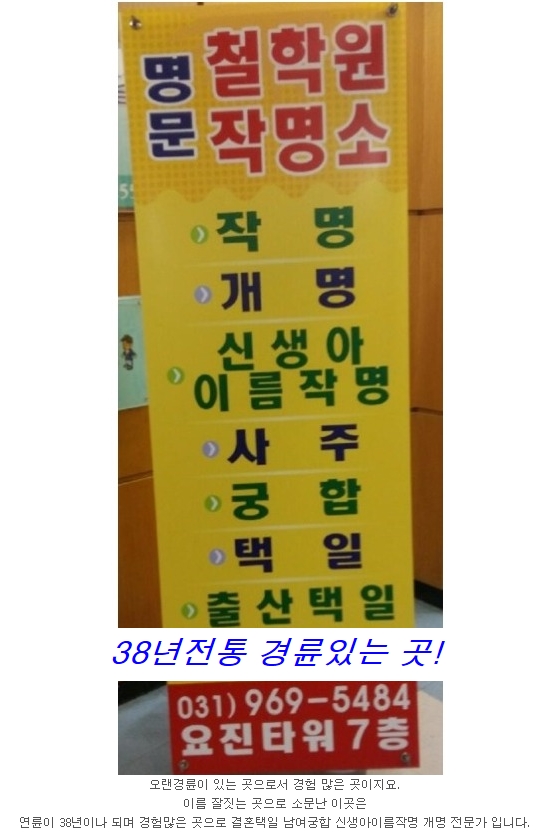 명문 철학원
작명소
작 명
개 명
신생아
이름작명
사 주
궁 합
택 일
출산택일
38년전통 경륜있는 곳!
031) 969-5484
요진타워 7층
오랜경륜이 있는 곳으로서 경험 많은 곳이지요.
이름 잘짓는 곳으로 소문난 이곳은
연륜이 38년이나 되며 경험많은 곳으로 결혼택일 남여궁합 신생아이름작명 개명 전문가 입니다.